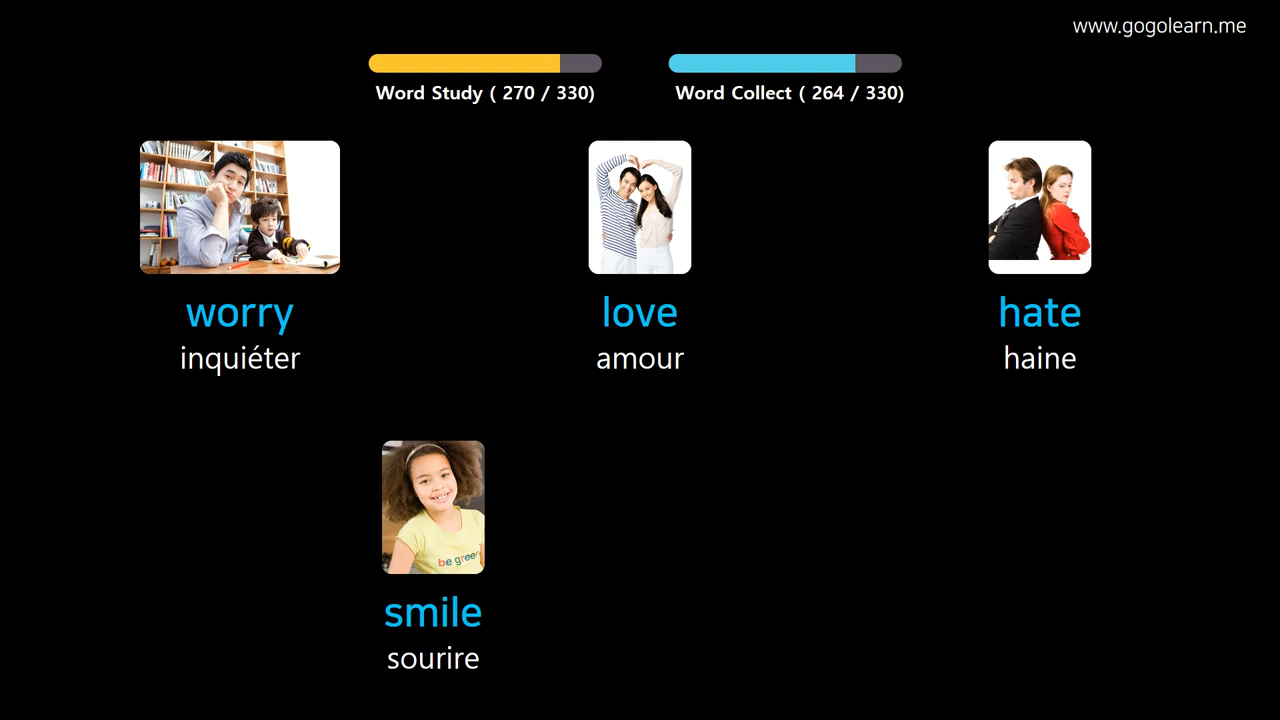 www.gogolearn.me
Word Study ( 270 / 330)
Word Collect ( 264 / 330)
worry
inquiéter
love
amour
hate
haine
be green
smile
sourire